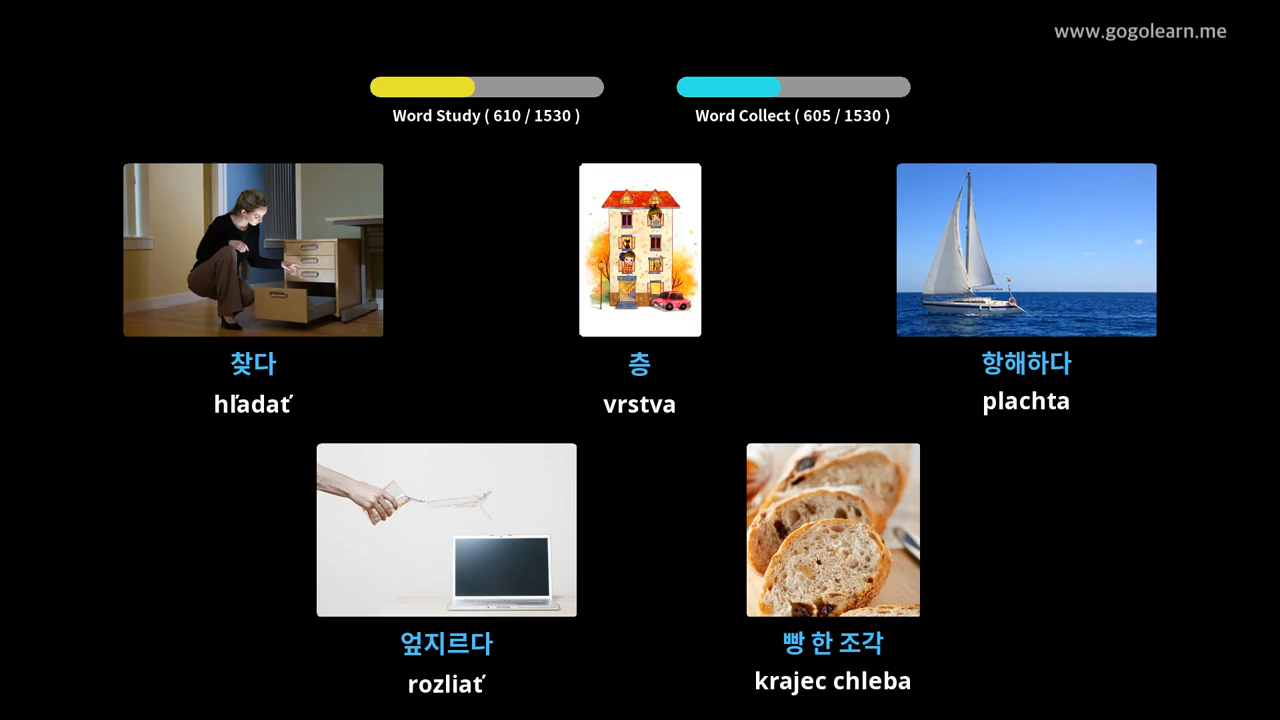 www.gogolearn.me
Word Study ( 610 / 1530 )
Word Collect ( 605 / 1530 )
찾다
hľadať
층
vrstva
항해하다
plachta
엎지르다
rozliať
빵 한 조각
krajec chleba